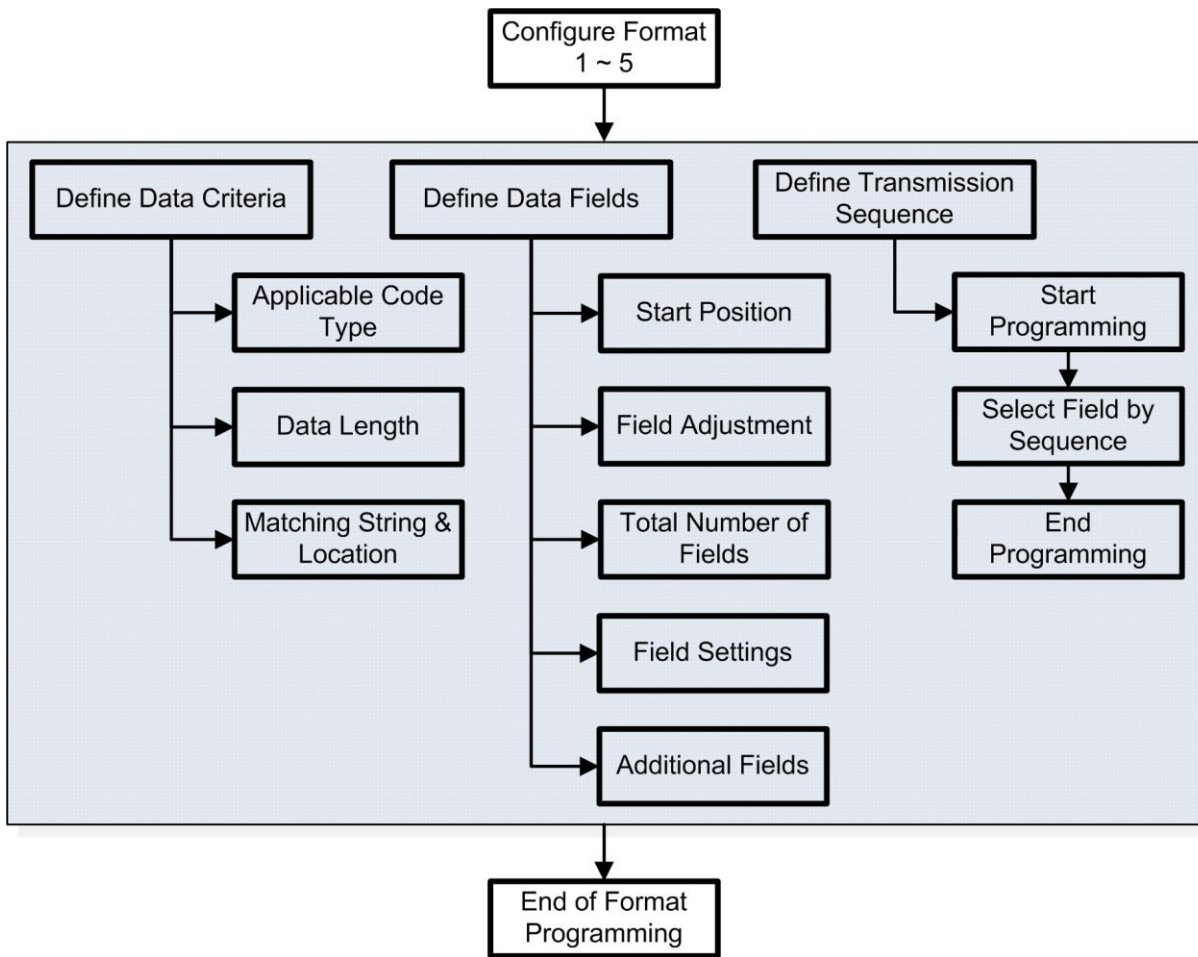 Configure Format
1 ~ 5
Define Data Criteria
Applicable Code
Type
Data Length
Matching String &
Location
Define Data Fields
Start Position
Field Adjustment
Total Number of
Fields
Field Settings
Additional Fields
Define Transmission
Sequence
Start
Programming
Select Field by
Sequence
End
Programming
End of Format
Programming